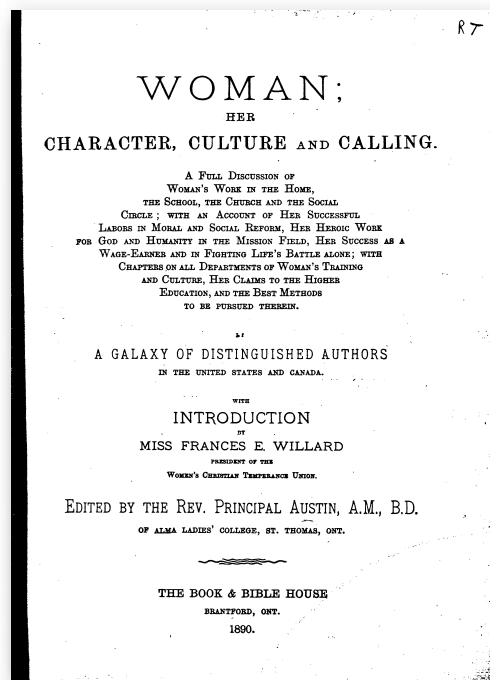 RT
WOMAN;
HER
CHARACTER, CULTURE AND CALLING.
A FULL DISCUSSION OF
WOMAN'S WORK IN THE HOME,
THE SCHOOL, THE CHURCH AND THE SOCIAL
CIRCLE; WITH AN ACCOUNT OF HER SUCCESSFUL
LABORS IN MORAL AND SOCIAL REFORM, HER HEROIC WORK
FOR GOD AND HUMANITY IN THE MISSION FIELD, HER SUCCESS AS A
WAGE-EARNER AND IN FIGHTING LIFE'S BATTLE ALONE; WITH
CHAPTERS ON ALL DEPARTMENTS OF WOMAN'S TRAINING
AND CULTURE, HER CLAIMS TO THE HIGHER
EDUCATION, AND THE BEST METHODS
TO BE PURSUED THEREIN.
BY
A GALAXY OF DISTINGUISHED AUTHORS
IN THE UNITED STATES AND CANADA.
WITH
INTRODUCTION
BY
MISS FRANCES E. WILLARD
PRESIDENT OF THE
WOMEN'S CHRISTIAN TEMPERANCE UNION.
EDITED BY THE REV. PRINCIPAL AUSTIN, A.M., B.D.
OF ALMA LADIES' COLLEGE, ST. THOMAS, ONT.
THE BOOK & BIBLE HOUSE
BRANTFORD, ONT.
1890.